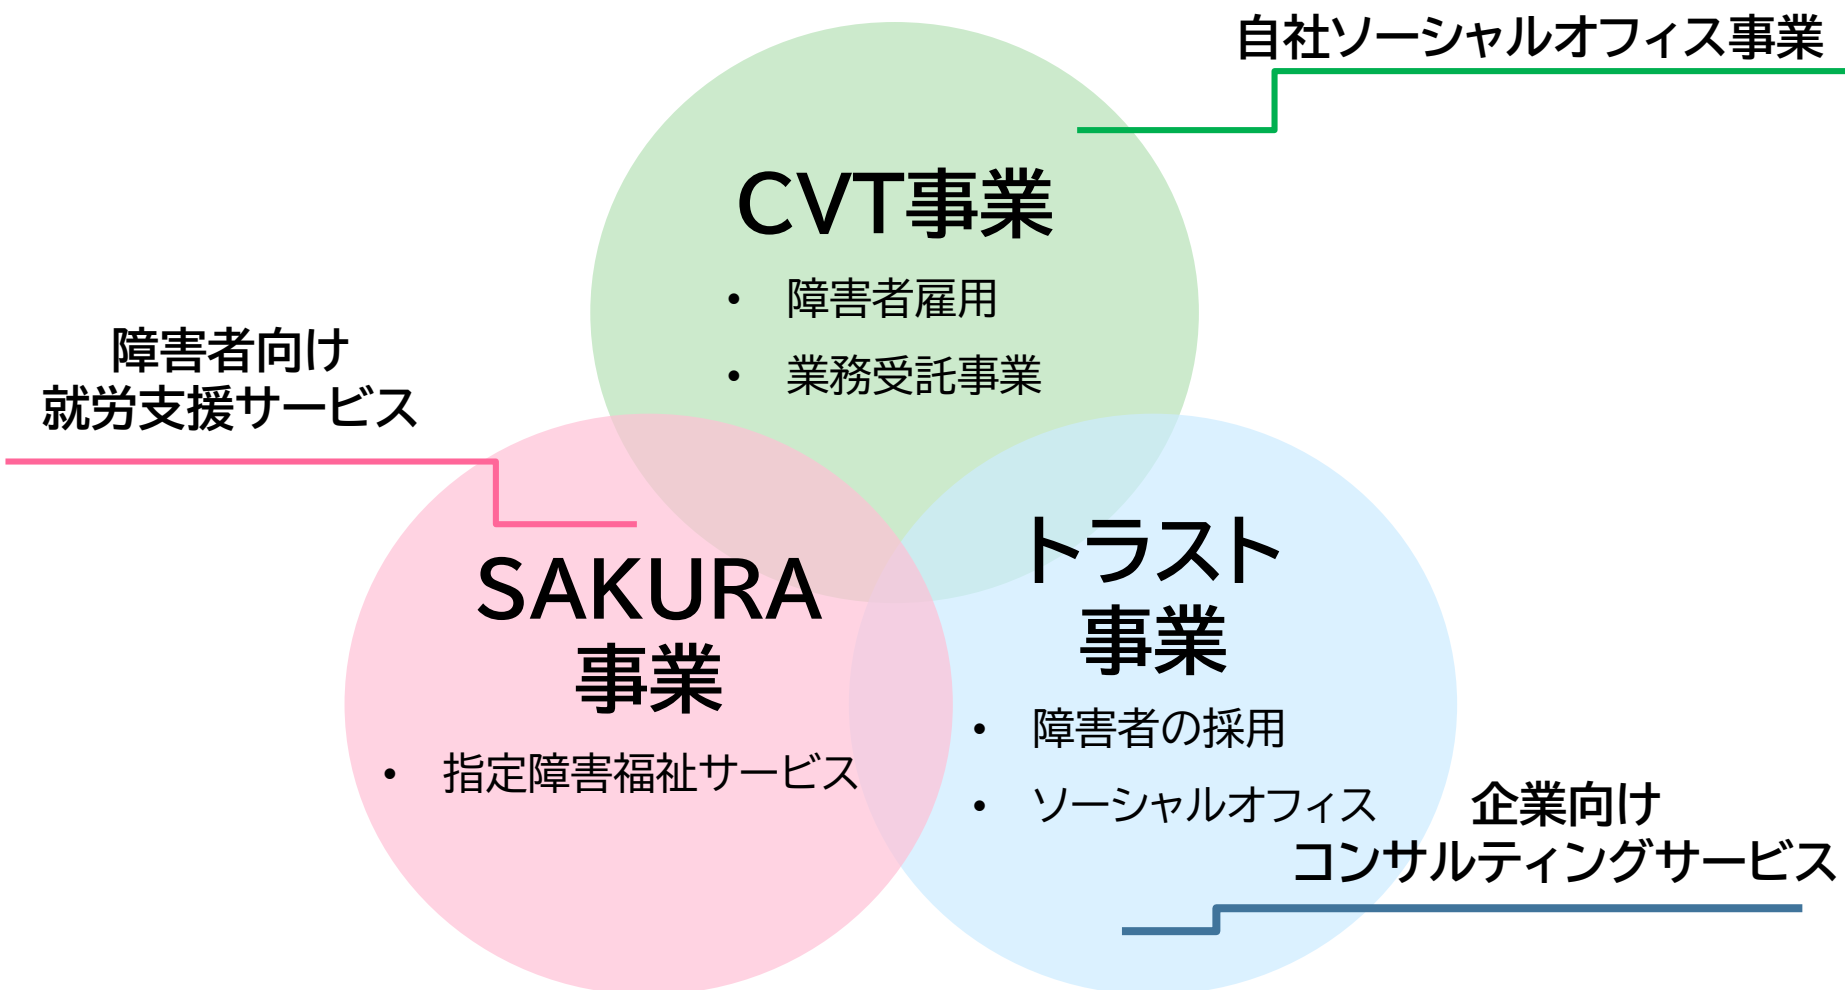 自社ソーシャルオフィス事業
CVT事業
• 障害者雇用
• 業務受託事業
障害者向け
就労支援サービス
SAKURA
事業
• 指定障害福祉サービス
トラスト
事業
• 障害者の採用
• ソーシャルオフィス
企業向け
コンサルティングサービス